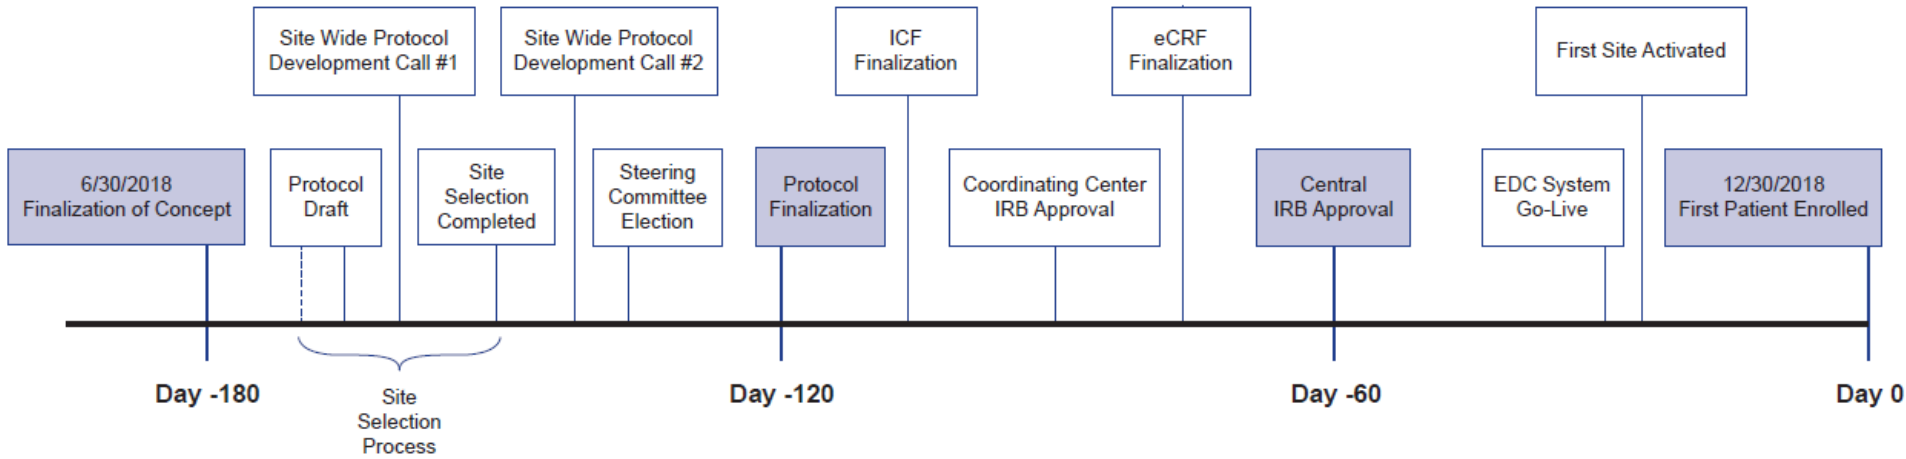 Site Wide Protocol
Development Call #1
Site Wide Protocol
Development Call #2
ICF
Finalization
eCRF
Finalization
First Site Activated
6/30/2018
Finalization of Concept
Protocol
Draft
Site
Selection
Completed
Steering
Committee
Election
Protocol
Finalization
Coordinating Center
IRB Approval
Central
IRB Approval
EDC System
Go-Live
12/30/2018
First Patient Enrolled
Day -180
Day -120
Day -60
Day 0
Site
Selection
Process